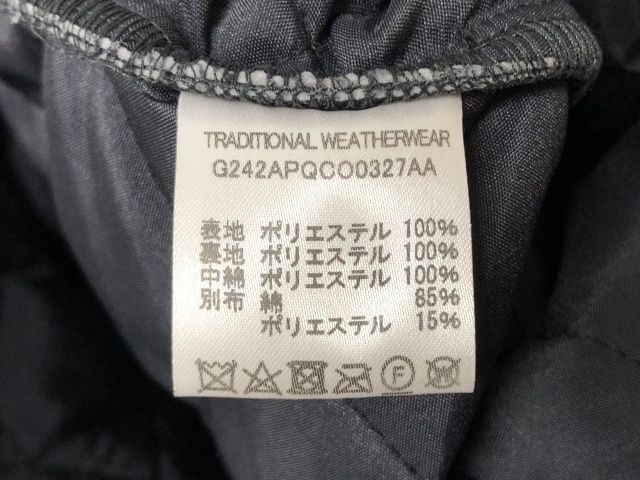 TRADITIONAL WEATHERWEAR
G242APQCO0327AA
表地 ポリエステル 100%
裏地 ポリエステル 100%
中綿 ポリエステル 100%
別布 綿 85%
ポリエステル 15%
F W